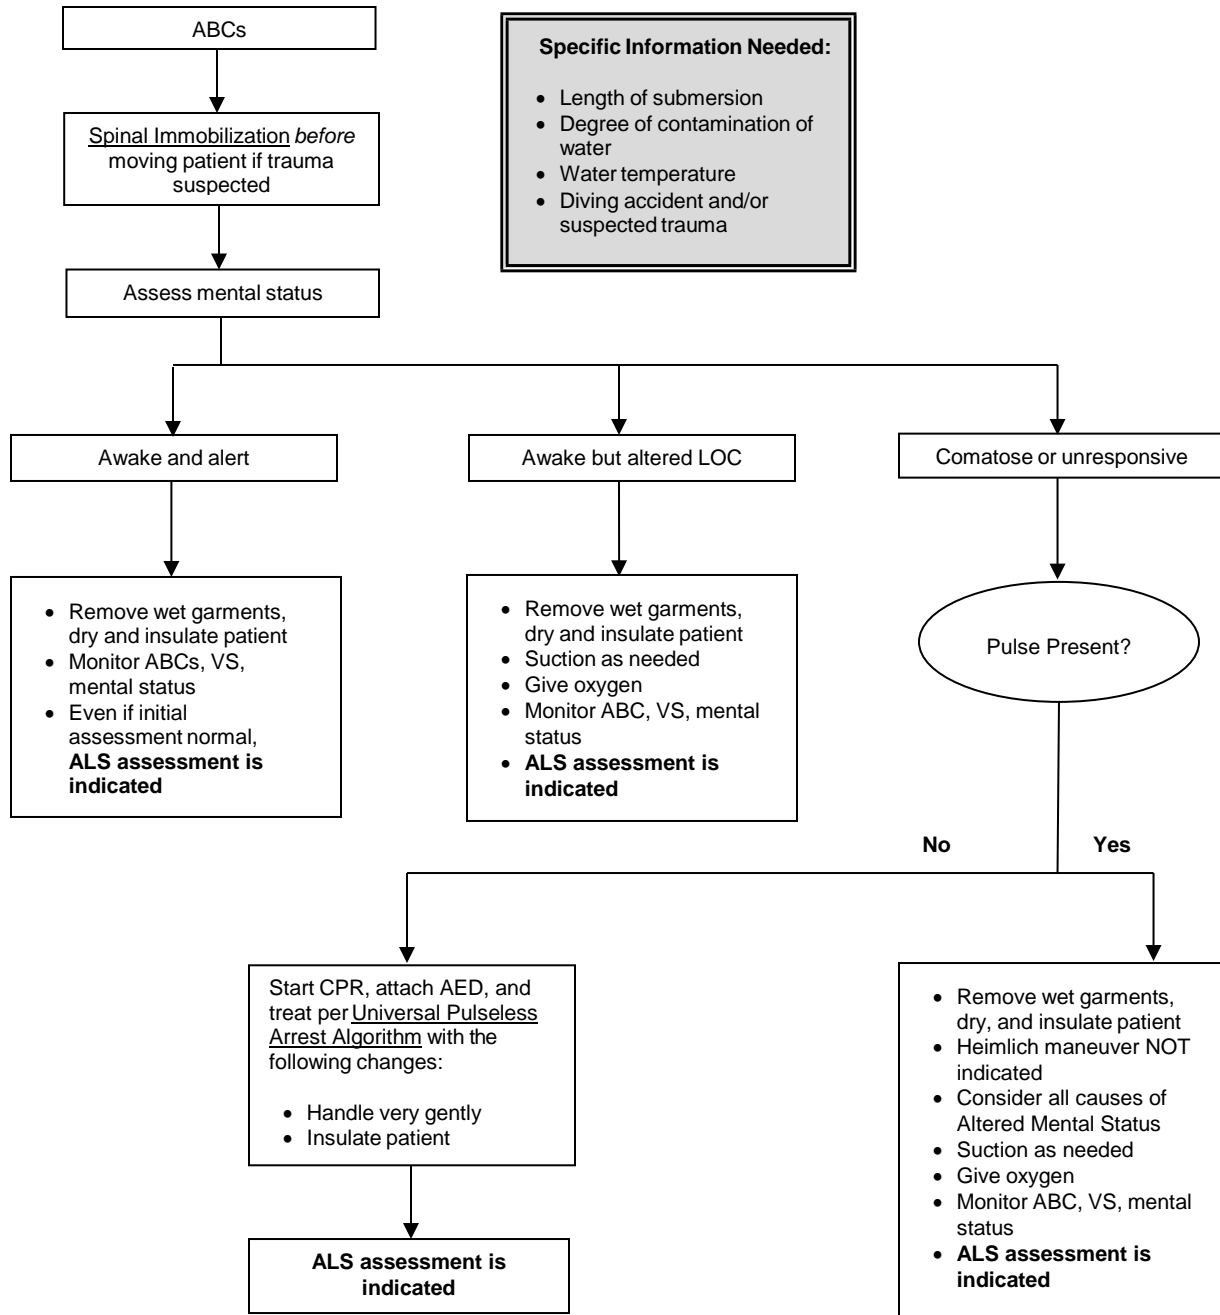 ABCs
Specific Information Needed:
• Length of submersion
• Degree of contamination of
water
• Water temperature
• Diving accident and/or
suspected trauma
Spinal Immobilization before
moving patient if trauma
suspected
Assess mental status
Awake and alert
Awake but altered LOC
Comatose or unresponsive
• Remove wet garments,
dry and insulate patient
• Monitor ABCs, VS,
mental status
• Even if initial
assessment normal,
ALS assessment is
indicated
• Remove wet garments,
dry and insulate patient
• Suction as needed
• Give oxygen
• Monitor ABC, VS, mental
status
• ALS assessment is
indicated
Pulse Present?
No
Yes
Start CPR, attach AED, and
treat per Universal Pulseless
Arrest Algorithm with the
following changes:
• Handle very gently
• Insulate patient
ALS assessment is
indicated
• Remove wet garments,
dry, and insulate patient
• Heimlich maneuver NOT
indicated
• Consider all causes of
Altered Mental Status
• Suction as needed
• Give oxygen
• Monitor ABC, VS, mental
status
• ALS assessment is
indicated